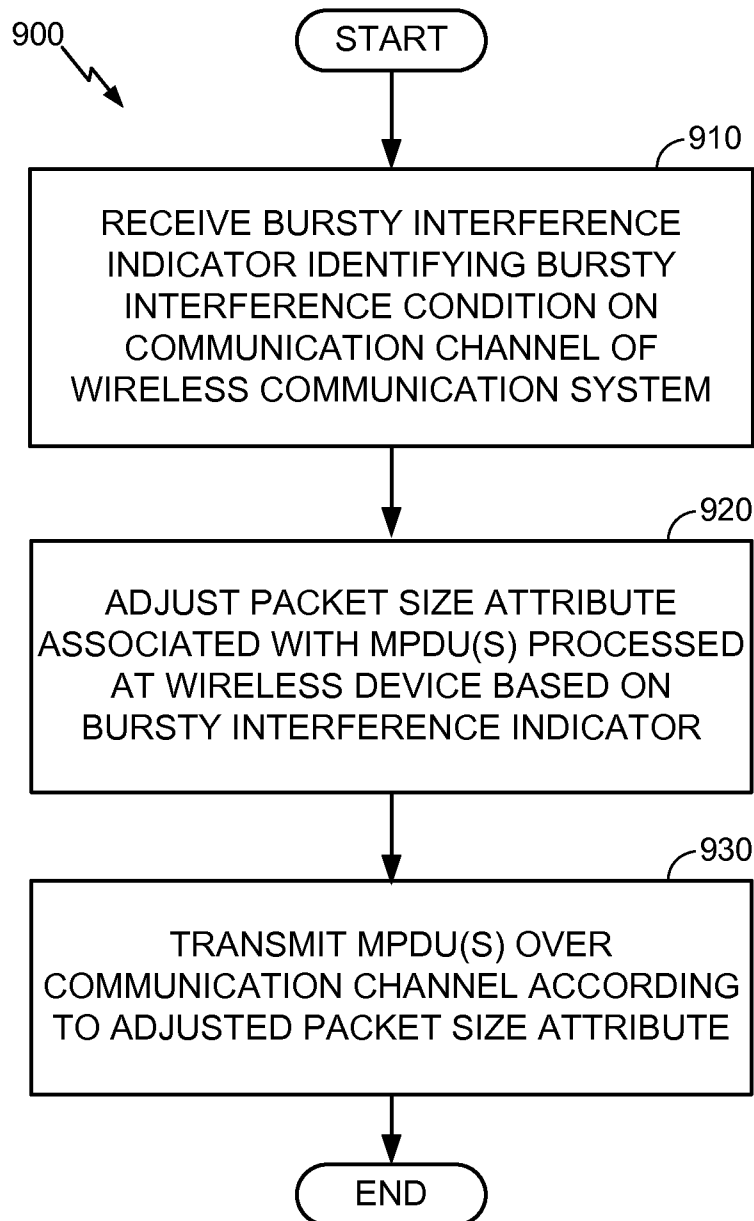 900
START
910
RECEIVE BURSTY INTERFERENCE
INDICATOR IDENTIFYING BURSTY
INTERFERENCE CONDITION ON
COMMUNICATION CHANNEL OF
WIRELESS COMMUNICATION SYSTEM
920
ADJUST PACKET SIZE ATTRIBUTE
ASSOCIATED WITH MPDU(S) PROCESSED
AT WIRELESS DEVICE BASED ON
BURSTY INTERFERENCE INDICATOR
930
TRANSMIT MPDU(S) OVER
COMMUNICATION CHANNEL ACCORDING
TO ADJUSTED PACKET SIZE ATTRIBUTE
END